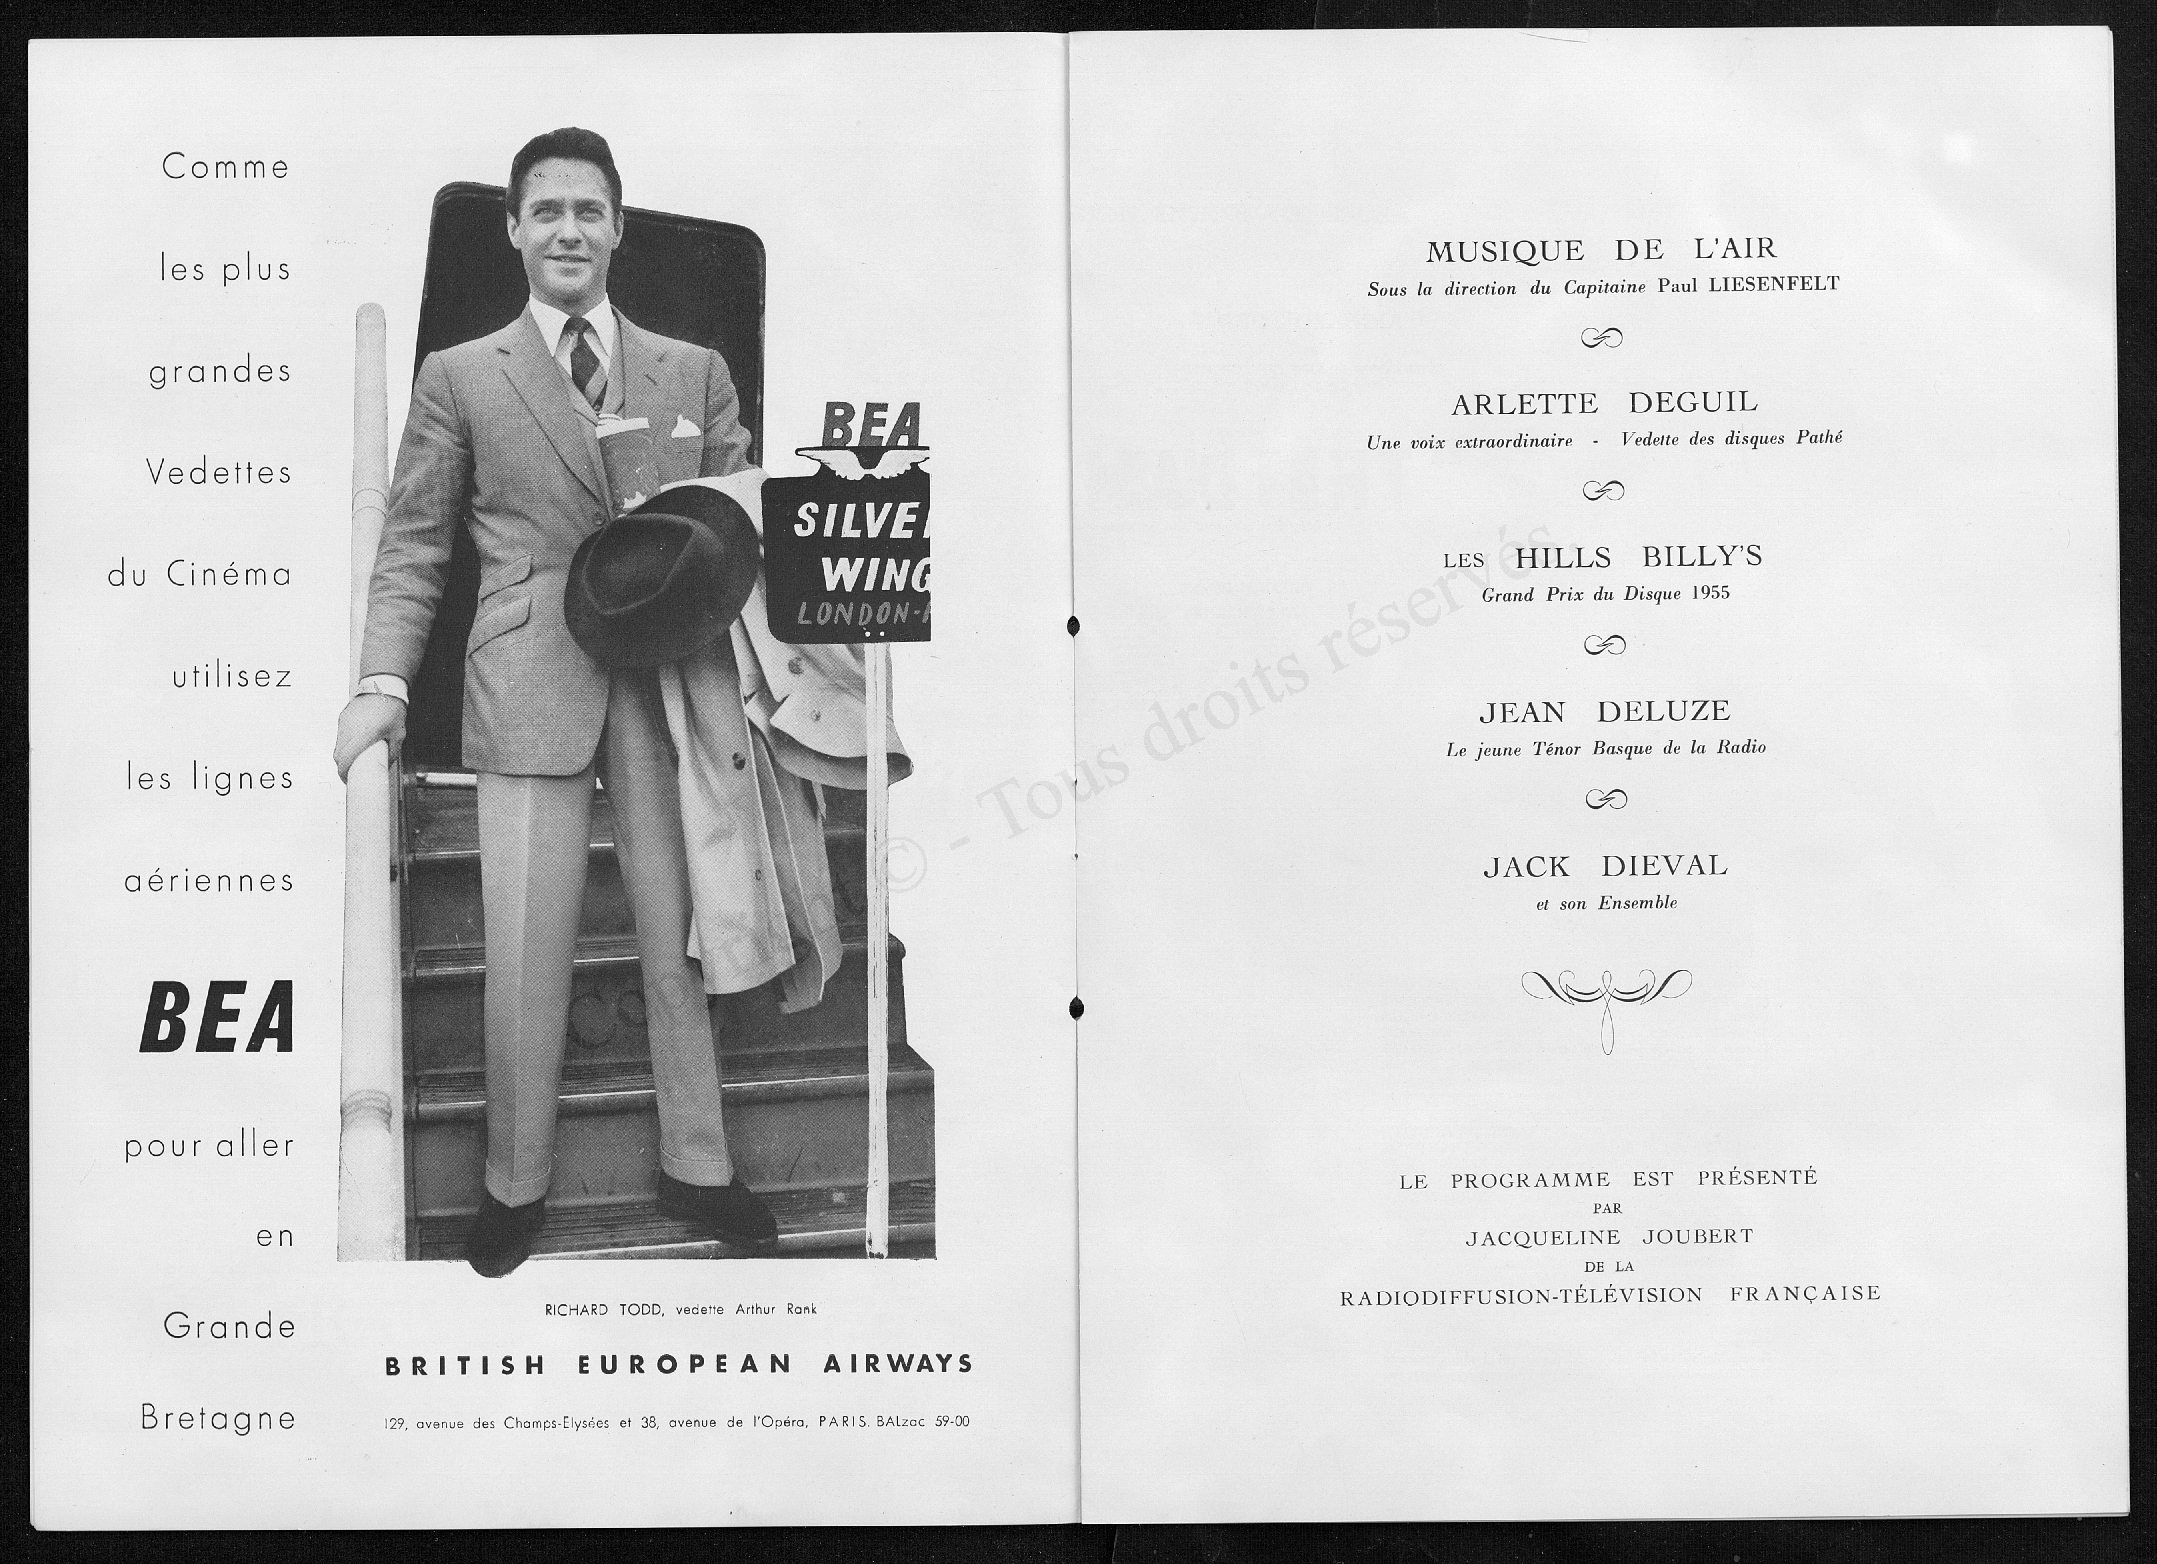 Comme
les plus
grandes
Vedettes
du Cinéma
utilisez
les lignes
aériennes
BEA
pour aller
en
Grande
Bretagne
BEA
SILVE
WING
LONDON-
RICHARD TODD, vedette Arthur Rank
BRITISH EUROPEAN AIRWAYS
129, avenue des Champs-Elysées et 38, avenue de l'Opéra, PARIS. BALzac 59-00
MUSIQUE DE L'AIR
Sous la direction du Capitaine Paul LIESENFELT
ARLETTE DEGUIL
Une voix extraordinaire - Vedette des disques Pathé
LES HILLS BILLY'S
Grand Prix du Disque 1955
JEAN DELUZE
Le jeune Ténor Basque de la Radio
JACK DIEVAL
et son Ensemble
LE PROGRAMME EST PRÉSENTÉ
PAR
JACQUELINE JOUBERT
DE LA
RADIODIFFUSION-TÉLÉVISION FRANÇAISE
Copyright © - Tous droits réservés.